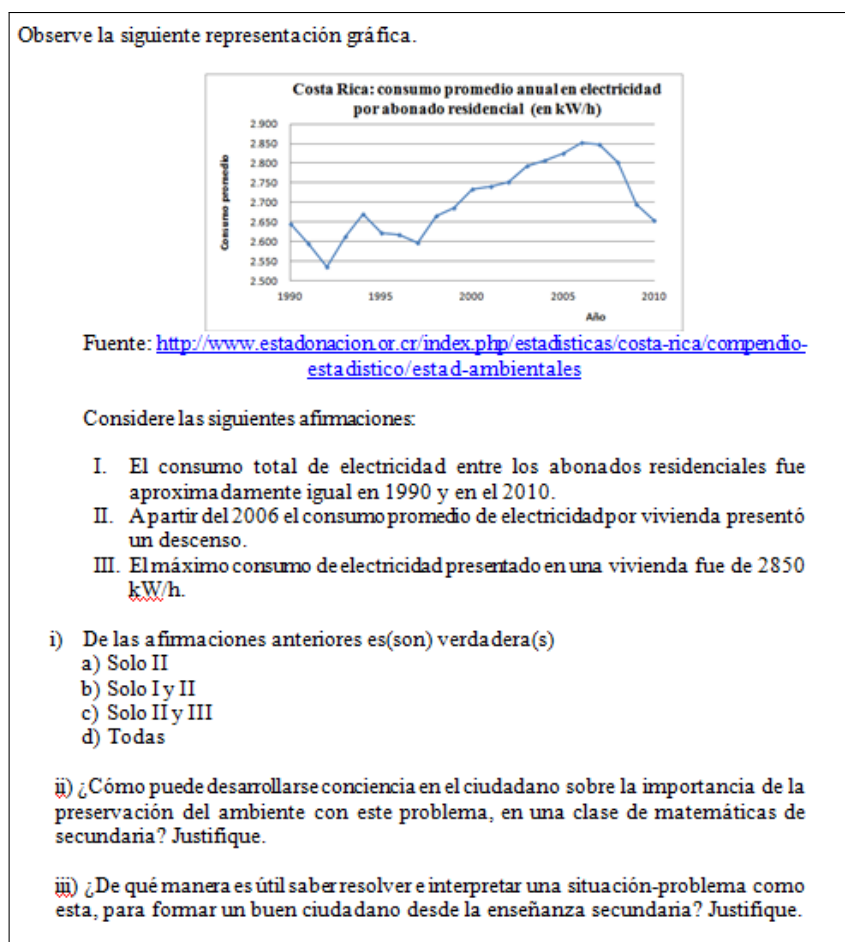 Observe la siguiente representación gráfica.
Costa Rica: consumo promedio anual en electricidad
por abonado residencial (en kW/h)
2.900
2.850
2.800
2.750
2.700
2.650
2.600
2.550
2.500
Consumo promedio
1990
1995
2000
2005
2010
Año
Fuente: http://www.estadonacion.or.cr/index.php/estadisticas/costa-rica/compendio-
estadistico/estad-ambientales
Considere las siguientes afirmaciones:
I. El consumo total de electricidad entre los abonados residenciales fue
aproximadamente igual en 1990 y en el 2010.
II. A partir del 2006 el consumo promedio de electricidad por vivienda presentó
un descenso.
III. El máximo consumo de electricidad presentado en una vivienda fue de 2850
kW/h.
i) De las afirmaciones anteriores es(son) verdadera(s)
a) Solo II
b) Solo I y II
c) Solo II y III
d) Todas
ii) ¿Cómo puede desarrollarse conciencia en el ciudadano sobre la importancia de la
preservación del ambiente con este problema, en una clase de matemáticas de
secundaria? Justifique.
iii) ¿De qué manera es útil saber resolver e interpretar una situación-problema como
esta, para formar un buen ciudadano desde la enseñanza secundaria? Justifique.